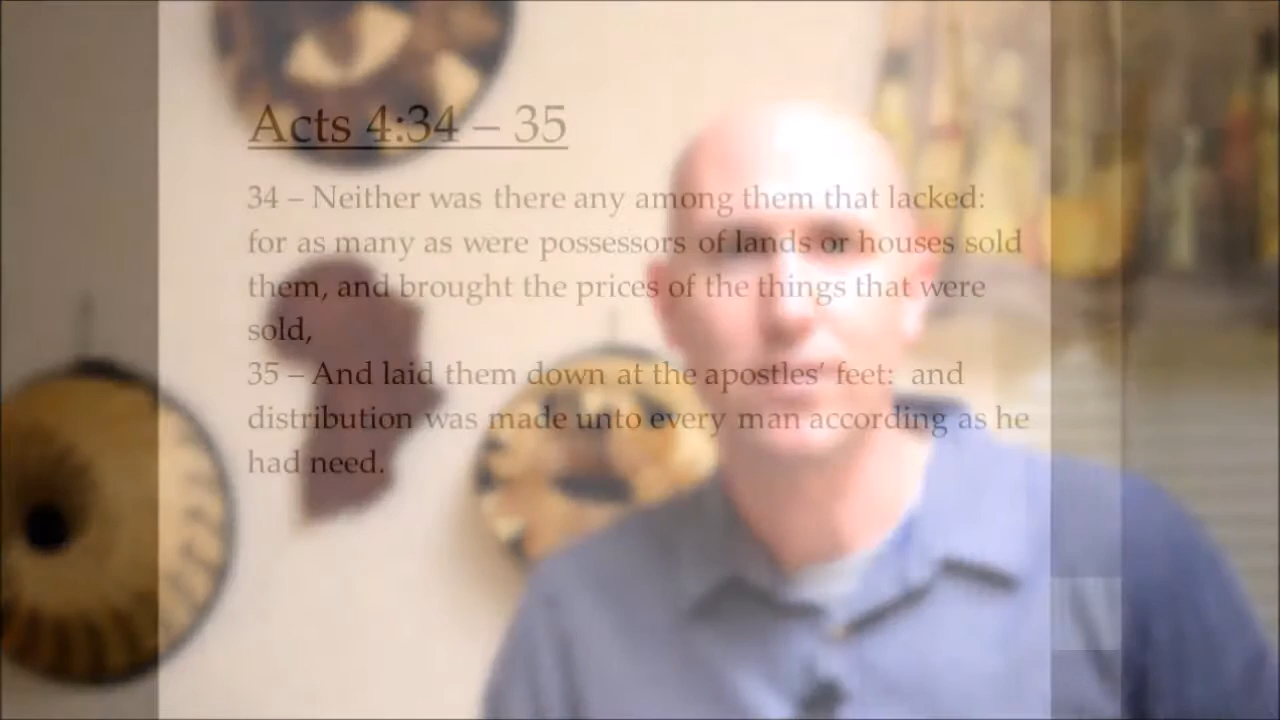 Acts 4:34 – 35
34 – Neither was there any among them that lacked:
for as many as were possessors of lands or houses sold
them, and brought the prices of the things that were
sold,
35 – And laid them down at the apostles' feet: and
distribution was made unto every man according as he
had need.